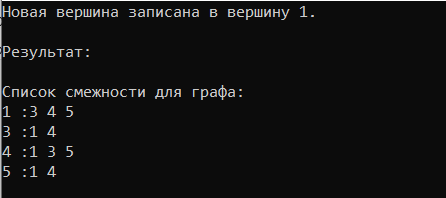 Новая вершина записана в вершину 1.
Результат:
Список смежности для графа:
1 :3 4 5
3 :1 4
4 :1 3 5
5 :1 4